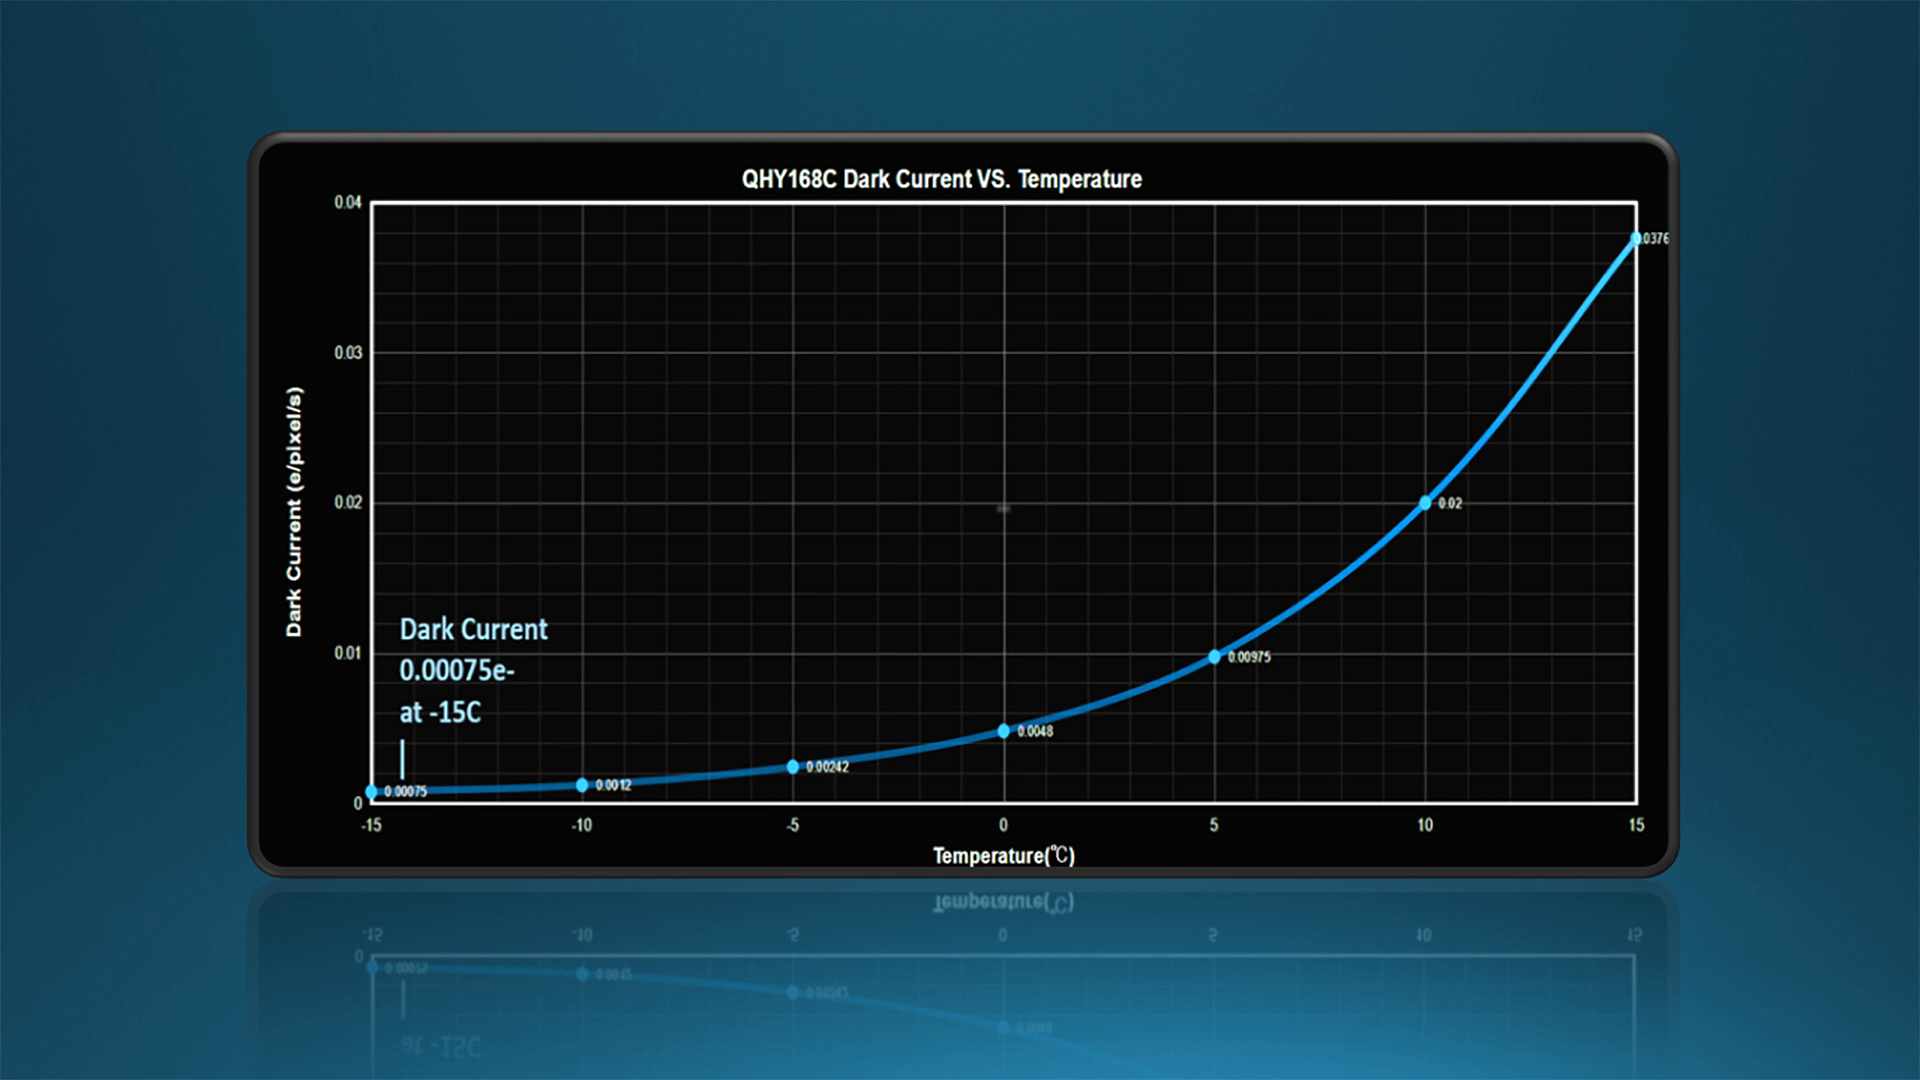 QHY168C Dark Current VS. Temperature
0.04
.0376
0.03
0.02
0.02
Dark Current (e/pixel/s)
Dark Current
0.00075e-
at -15C
0.01
0.00975
0.0048
0.00242
0.0012
0.00075
0
-15 -10 -5 0 5 10 15
Temperature(℃)